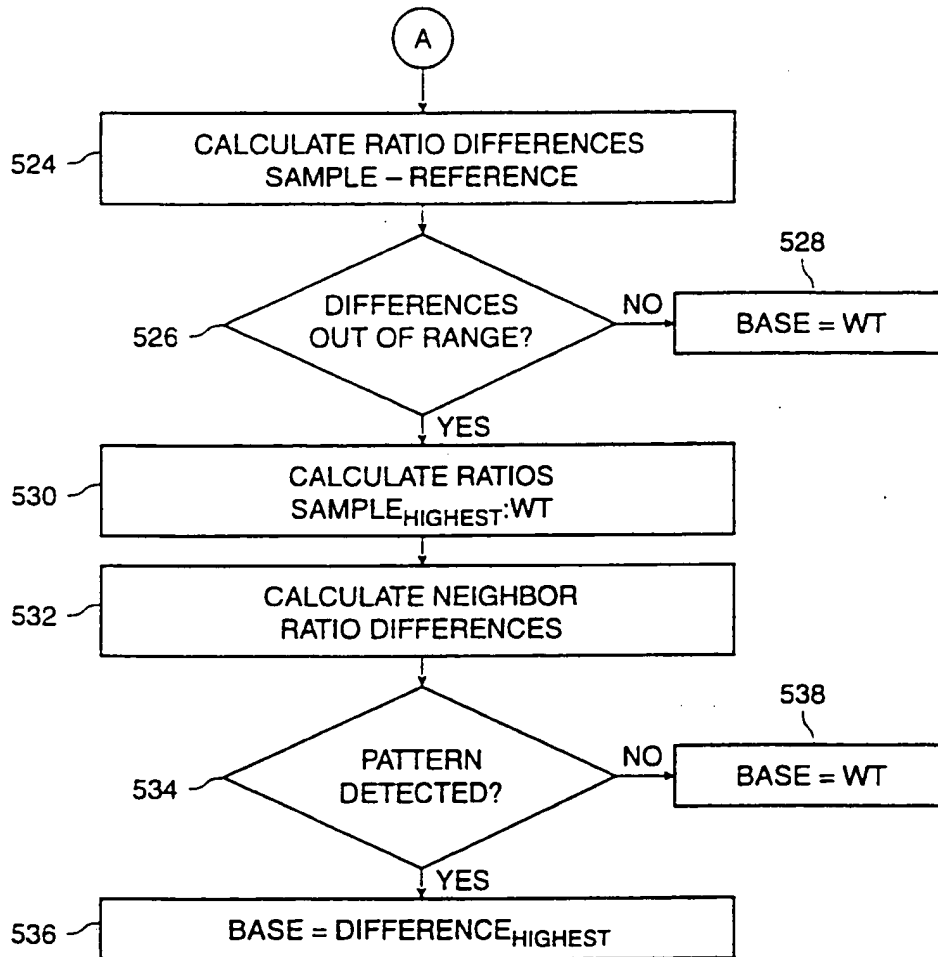 A
524
CALCULATE RATIO DIFFERENCES
SAMPLE – REFERENCE
526
DIFFERENCES
OUT OF RANGE?
NO
528
BASE = WT
YES
530
CALCULATE RATIOS
SAMPLEHIGHEST:WT
532
CALCULATE NEIGHBOR
RATIO DIFFERENCES
534
PATTERN
DETECTED?
NO
538
BASE = WT
YES
536
BASE = DIFFERENCEHIGHEST